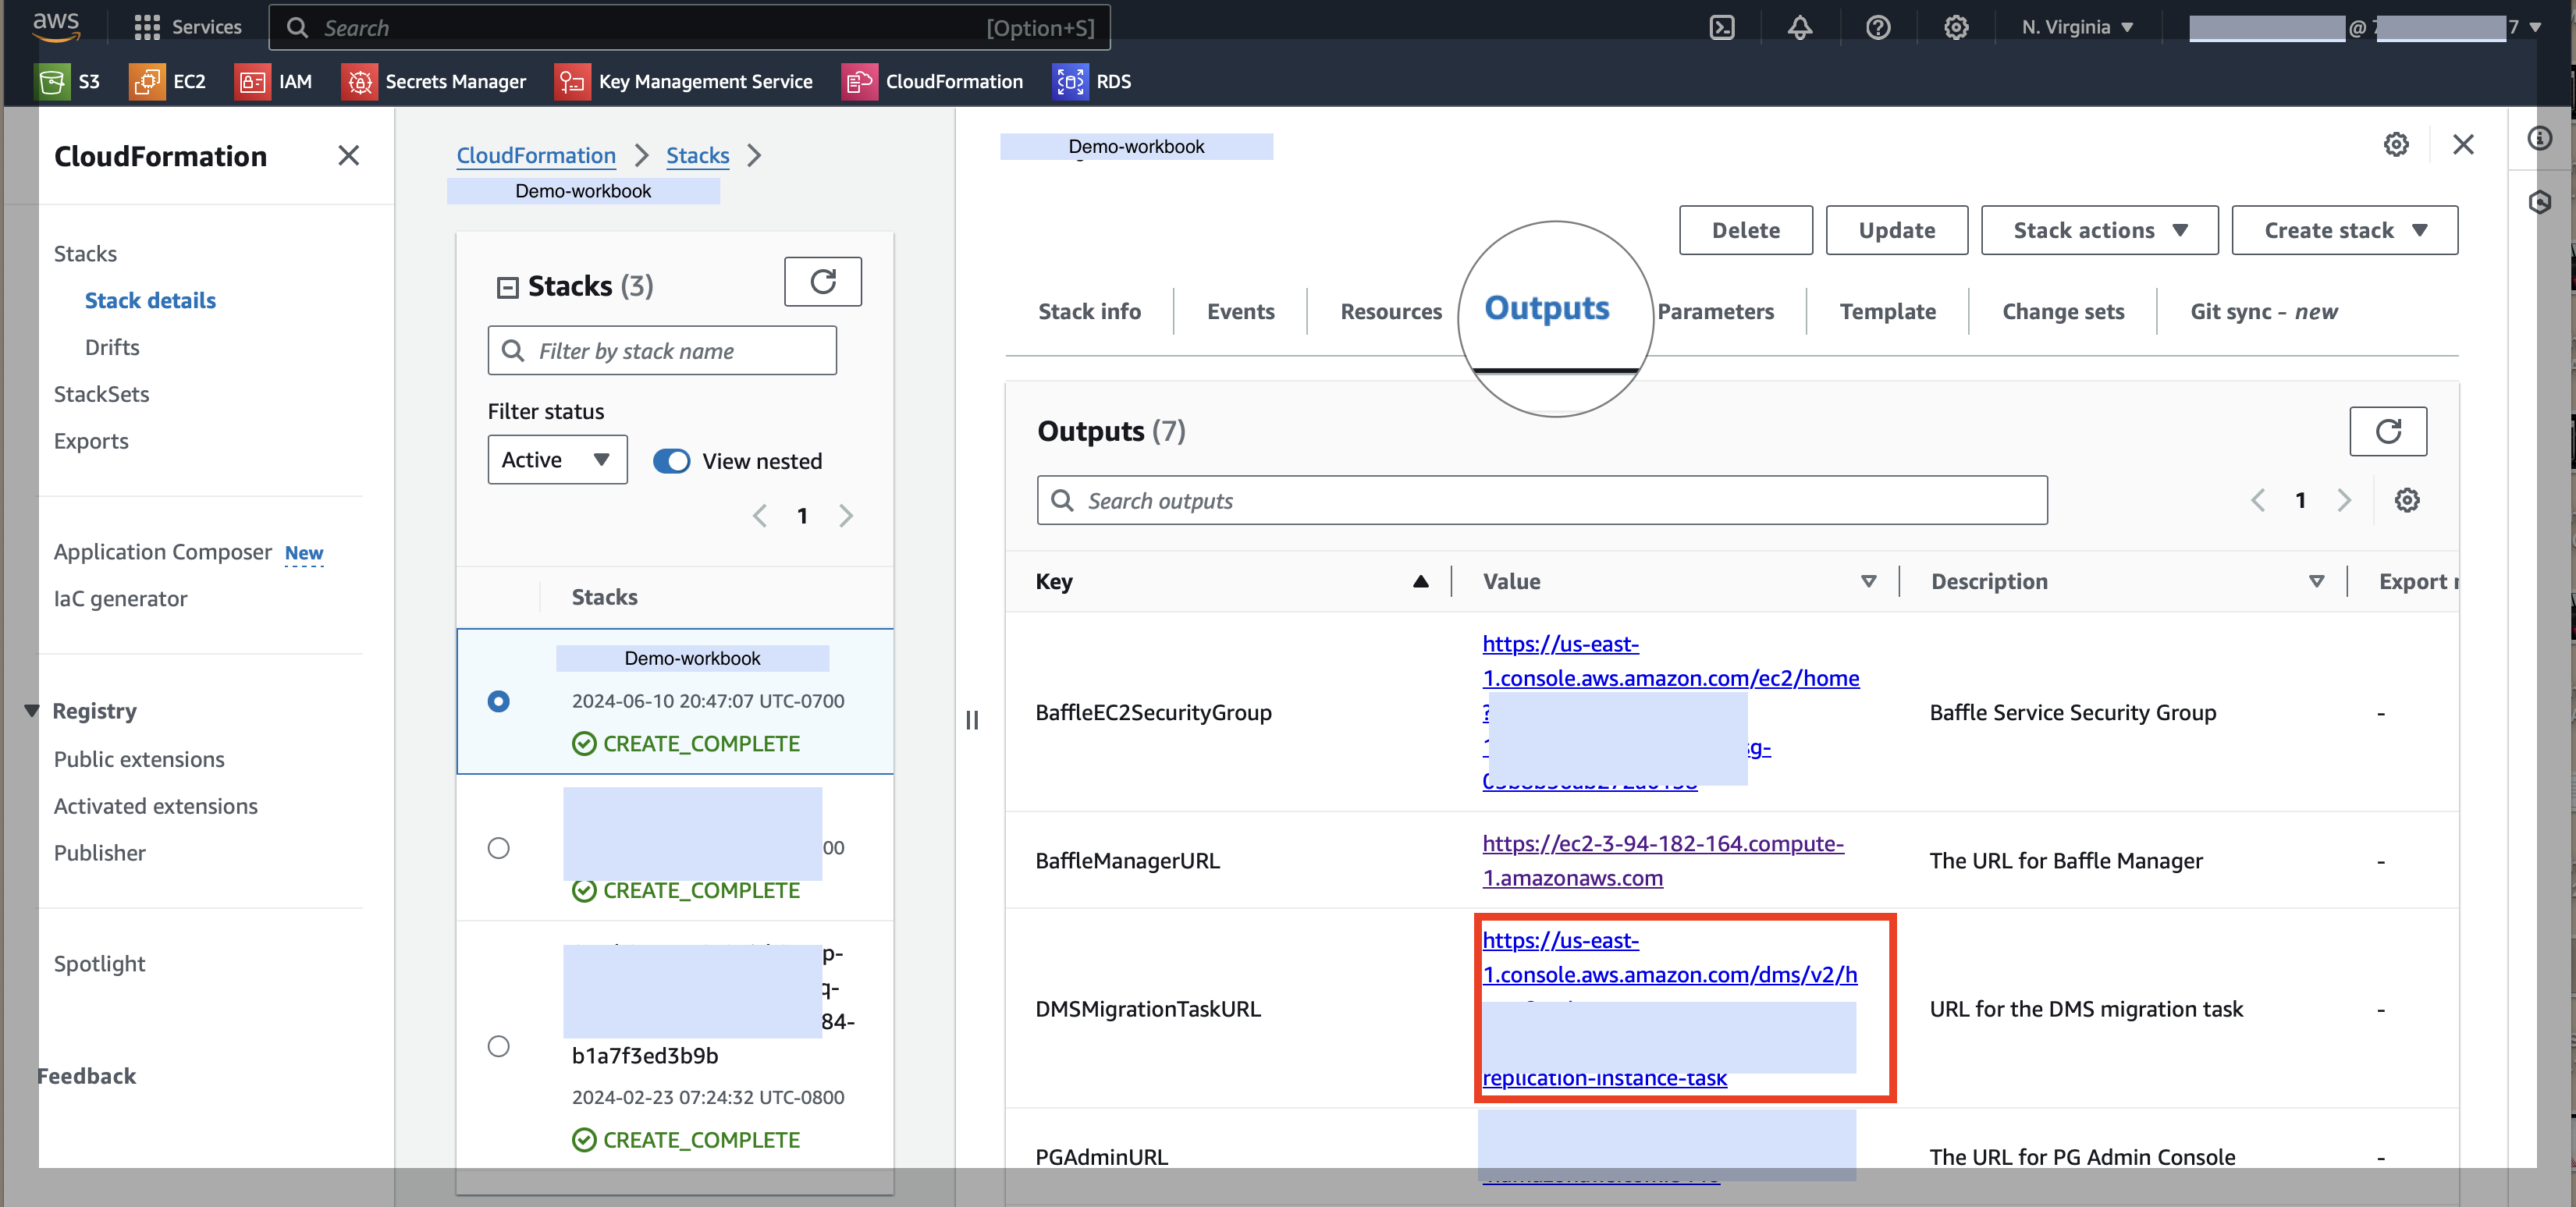 aws
Services
Search
[Option+S]
N. Virginia
@ 7
7
S3
EC2
IAM
Secrets Manager
Key Management Service
CloudFormation
RDS
CloudFormation
Stacks
Stack details
Drifts
StackSets
Exports
Application Composer New
IaC generator
Registry
Public extensions
Activated extensions
Publisher
Spotlight
Feedback
CloudFormation
Stacks
Demo-workbook
Stacks (3)
Filter by stack name
Filter status
Active
View nested
1
Stacks
Demo-workbook
2024-06-10 20:47:07 UTC-0700
CREATE_COMPLETE
00
CREATE_COMPLETE
p-
q-
84-
b1a7f3ed3b9b
2024-02-23 07:24:32 UTC-0800
CREATE_COMPLETE
Demo-workbook
Delete
Update
Stack actions
Create stack
Stack info
Events
Resources
Outputs
Parameters
Template
Change sets
Git sync - new
Outputs (7)
Search outputs
1
Key
Value
Description
Export
BaffleEC2SecurityGroup
https://us-east-
1.console.aws.amazon.com/ec2/home
?
sg-
Baffle Service Security Group
-
BaffleManagerURL
https://ec2-3-94-182-164.compute-
1.amazonaws.com
The URL for Baffle Manager
-
DMSMigrationTaskURL
https://us-east-
1.console.aws.amazon.com/dms/v2/h
replication-instance-task
URL for the DMS migration task
-
PGAdminURL
The URL for PG Admin Console
-